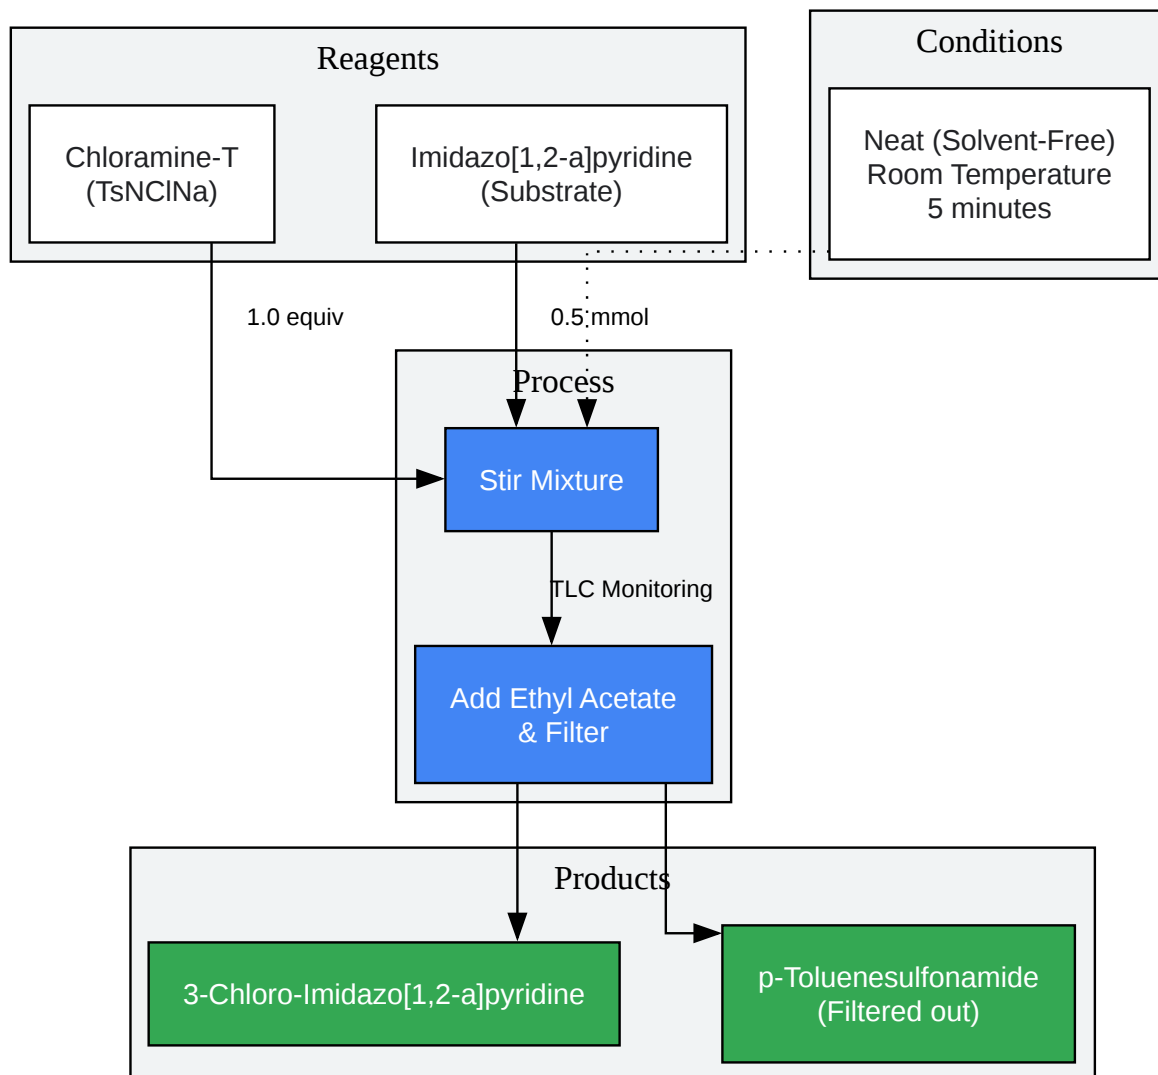 Reagents
Conditions
Chloramine-T
(TsNClNa)
Imidazo[1,2-a]pyridine
(Substrate)
Neat (Solvent-Free)
Room Temperature
5 minutes
1.0 equiv
0.5 mmol
Process
Stir Mixture
TLC Monitoring
Add Ethyl Acetate
& Filter
Products
3-Chloro-Imidazo[1,2-a]pyridine
p-Toluenesulfonamide
(Filtered out)